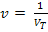 v = 1/V_T